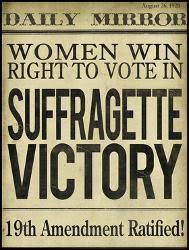 August 26, 1920
DAILY MIRROR
WOMEN WIN
RIGHT TO VOTE IN
SUFFRAGETTE
VICTORY
19th Amendment Ratified!